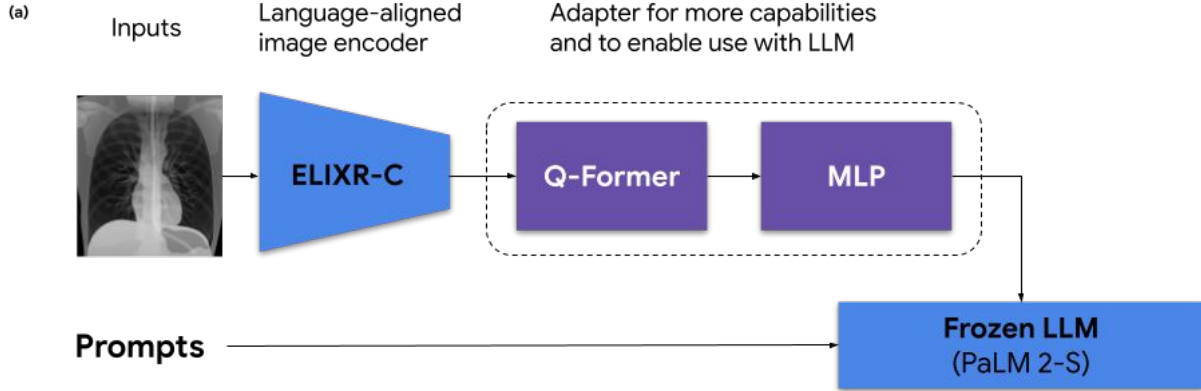 (a)
Inputs
Language-aligned
image encoder
Adapter for more capabilities
and to enable use with LLM
ELIXR-C
Q-Former
MLP
Prompts
Frozen LLM
(PaLM 2-S)